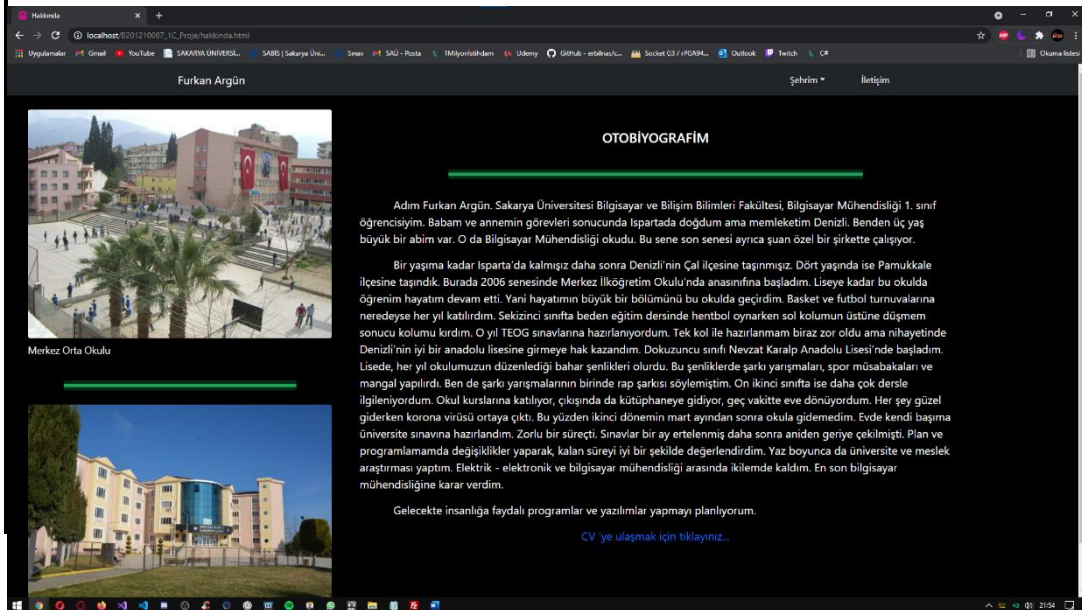 Hakkında
localhost/B201210087_1C_Proje/hakkinda.html
Uygulamalar Gmail YouTube SAKARYA ÜNİVERSİ... SABİS | Sakarya Üni... Sınav SAÜ - Posta 1Milyonİstihdam Udemy GitHub - erbilnas/c... Socket G3 / rPGA94... Outlook Twitch C# Okuma listesi
Furkan Argün Şehrim İletişim
OTOBİYOGRAFİM
Adım Furkan Argün. Sakarya Üniversitesi Bilgisayar ve Bilişim Bilimleri Fakültesi, Bilgisayar Mühendisliği 1. sınıf
öğrencisiyim. Babam ve annemin görevleri sonucunda Ispartada doğdum ama memleketim Denizli. Benden üç yaş
büyük bir abim var. O da Bilgisayar Mühendisliği okudu. Bu sene son senesi ayrıca şuan özel bir şirkette çalışıyor.
Bir yaşıma kadar Isparta'da kalmışız daha sonra Denizli'nin Çal ilçesine taşınmışız. Dört yaşında ise Pamukkale
ilçesine taşındık. Burada 2006 senesinde Merkez İlköğretim Okulu'nda anasınıfına başladım. Liseye kadar bu okulda
öğrenim hayatım devam etti. Yani hayatımın büyük bir bölümünü bu okulda geçirdim. Basket ve futbol turnuvalarına
neredeyse her yıl katılırdım. Sekizinci sınıfta beden eğitim dersinde hentbol oynarken sol kolumun üstüne düşmem
sonucu kolumu kırdım. O yıl TEOG sınavlarına hazırlanıyordum. Tek kol ile hazırlanmam biraz zor oldu ama nihayetinde
Denizli'nin iyi bir anadolu lisesine girmeye hak kazandım. Dokuzuncu sınıfı Nevzat Karalp Anadolu Lisesi'nde başladım.
Lisede, her yıl okulumuzun düzenlediği bahar şenlikleri olurdu. Bu şenliklerde şarkı yarışmaları, spor müsabakaları ve
mangal yapılırdı. Ben de şarkı yarışmalarının birinde rap şarkısı söylemiştim. On ikinci sınıfta ise daha çok dersle
ilgileniyordum. Okul kurslarına katılıyor, çıkışında da kütüphaneye gidiyor, geç vakitte eve dönüyordum. Her şey güzel
giderken korona virüsü ortaya çıktı. Bu yüzden ikinci dönemin mart ayından sonra okula gidemedim. Evde kendi başıma
üniversite sınavına hazırlandım. Zorlu bir süreçti. Sınavlar bir ay ertelenmiş daha sonra aniden geriye çekilmişti. Plan ve
programlamamda değişiklikler yaparak, kalan süreyi iyi bir şekilde değerlendirdim. Yaz boyunca da üniversite ve meslek
araştırması yaptım. Elektrik - elektronik ve bilgisayar mühendisliği arasında ikilemde kaldım. En son bilgisayar
mühendisliğine karar verdim.
Gelecekte insanlığa faydalı programlar ve yazılımlar yapmayı planlıyorum.
CV 'ye ulaşmak için tıklayınız...
Merkez Orta Okulu
21:54